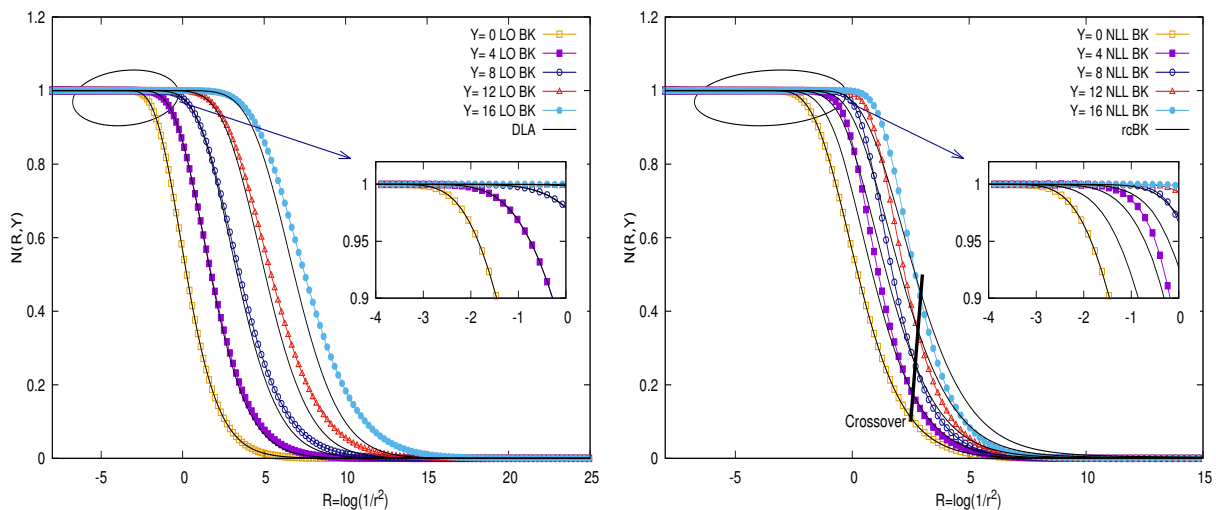 1.2
1
0.8
0.6
0.4
0.2
0
N(R,Y)
-5 0 5 10 15 20 25
R=log(1/r²)
Y= 0 LO BK
Y= 4 LO BK
Y= 8 LO BK
Y= 12 LO BK
Y= 16 LO BK
DLA
1
0.95
0.9
-4 -3 -2 -1 0
1.2
1
0.8
0.6
0.4
0.2
0
N(R,Y)
-5 0 5 10 15
R=log(1/r²)
Y= 0 NLL BK
Y= 4 NLL BK
Y= 8 NLL BK
Y= 12 NLL BK
Y= 16 NLL BK
rcBK
1
0.95
0.9
-4 -3 -2 -1 0
Crossover